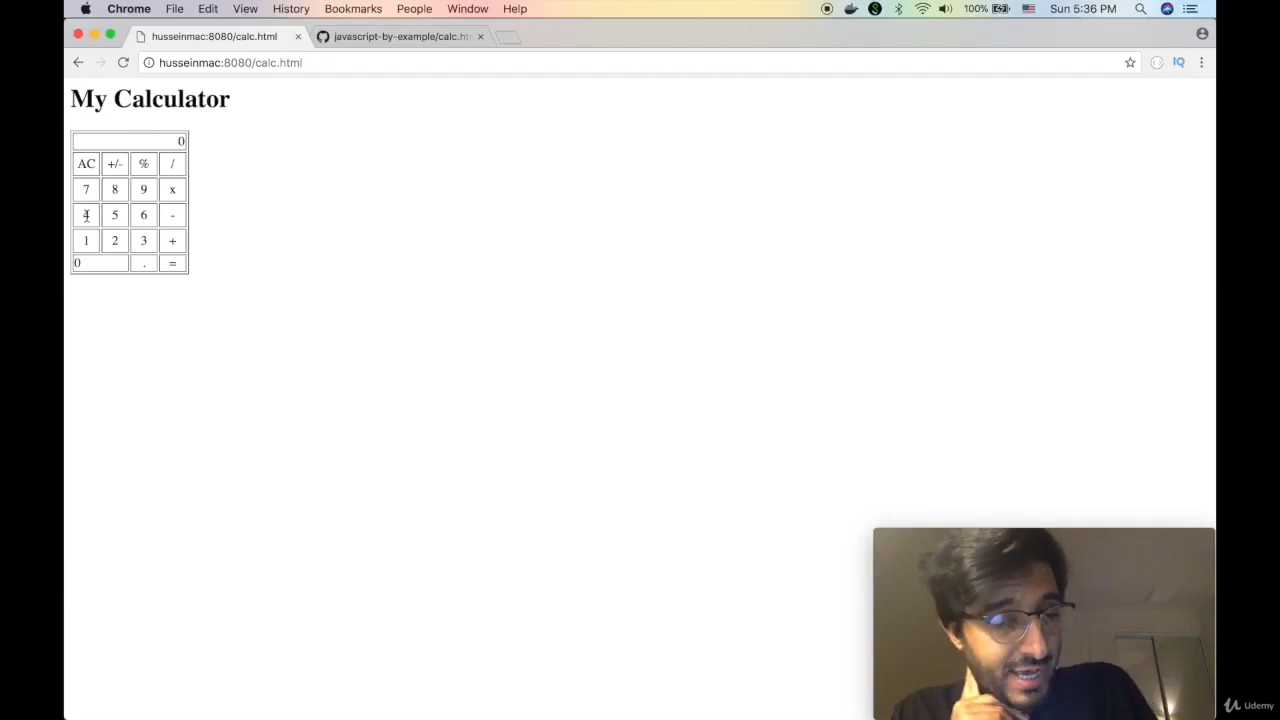 Chrome File Edit View History Bookmarks People Window Help 100% Sun 5:36 PM
husseinmac:8080/calc.html javascript-by-example/calc.ht
husseinmac:8080/calc.html IQ
My Calculator
0
AC +/- % /
7 8 9 x
4 5 6 -
1 2 3 +
0 . =
Udemy